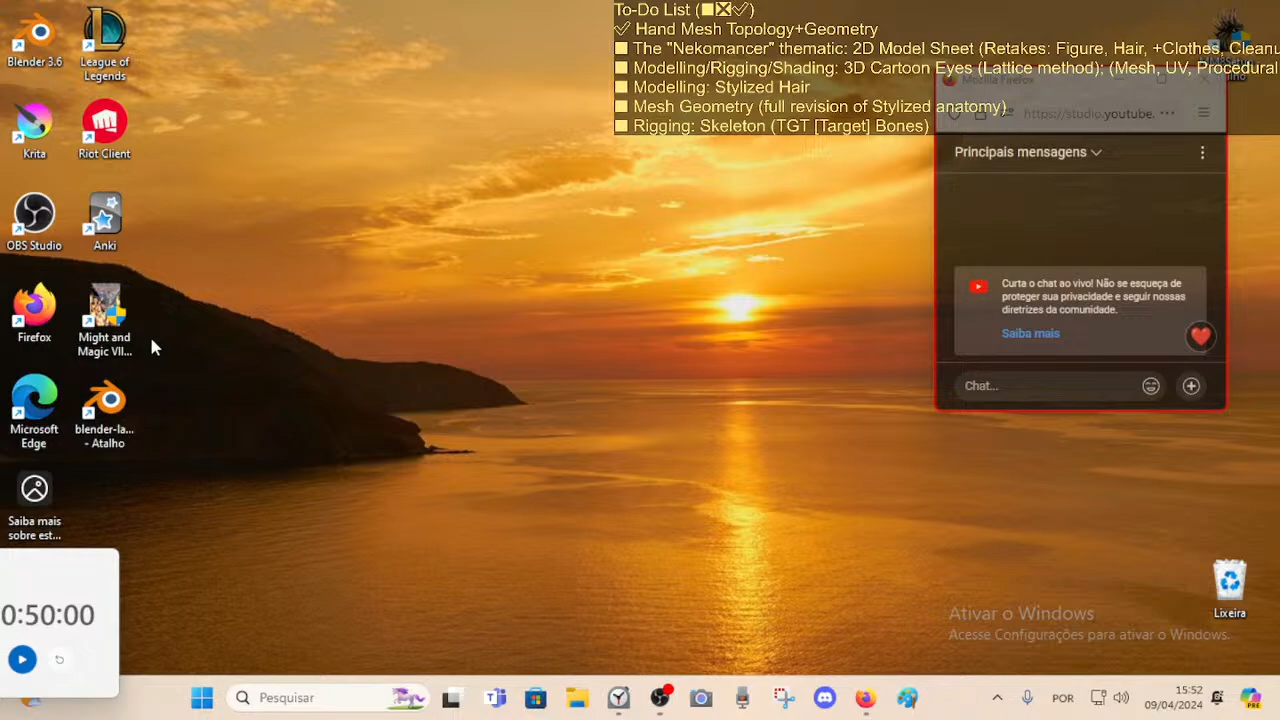 To-Do List (■☒✓)
✓ Hand Mesh Topology+Geometry
■ The "Nekomancer" thematic: 2D Model Sheet (Retakes: Figure, Hair, +Clothes, Cleanu
■ Modelling/Rigging/Shading: 3D Cartoon Eyes (Lattice method); (Mesh, UV, Procedural
■ Modelling: Stylized Hair
■ Mesh Geometry (full revision of Stylized anatomy)
■ Rigging: Skeleton (TGT [Target] Bones)
Blender 3.6
League of
Legends
Krita
Riot Client
OBS Studio
Anki
Firefox
Might and
Magic VII...
Microsoft
Edge
blender-la...
- Atalho
Saiba mais
sobre est...
0:50:00
Mozilla Firefox
https://studio.youtube.
Principais mensagens
Curta o chat ao vivo! Não se esqueça de
proteger sua privacidade e seguir nossas
diretrizes da comunidade.
Saiba mais
Chat...
Lixeira
Ativar o Windows
Acesse Configurações para ativar o Windows.
Pesquisar
POR
15:52
09/04/2024
PRE